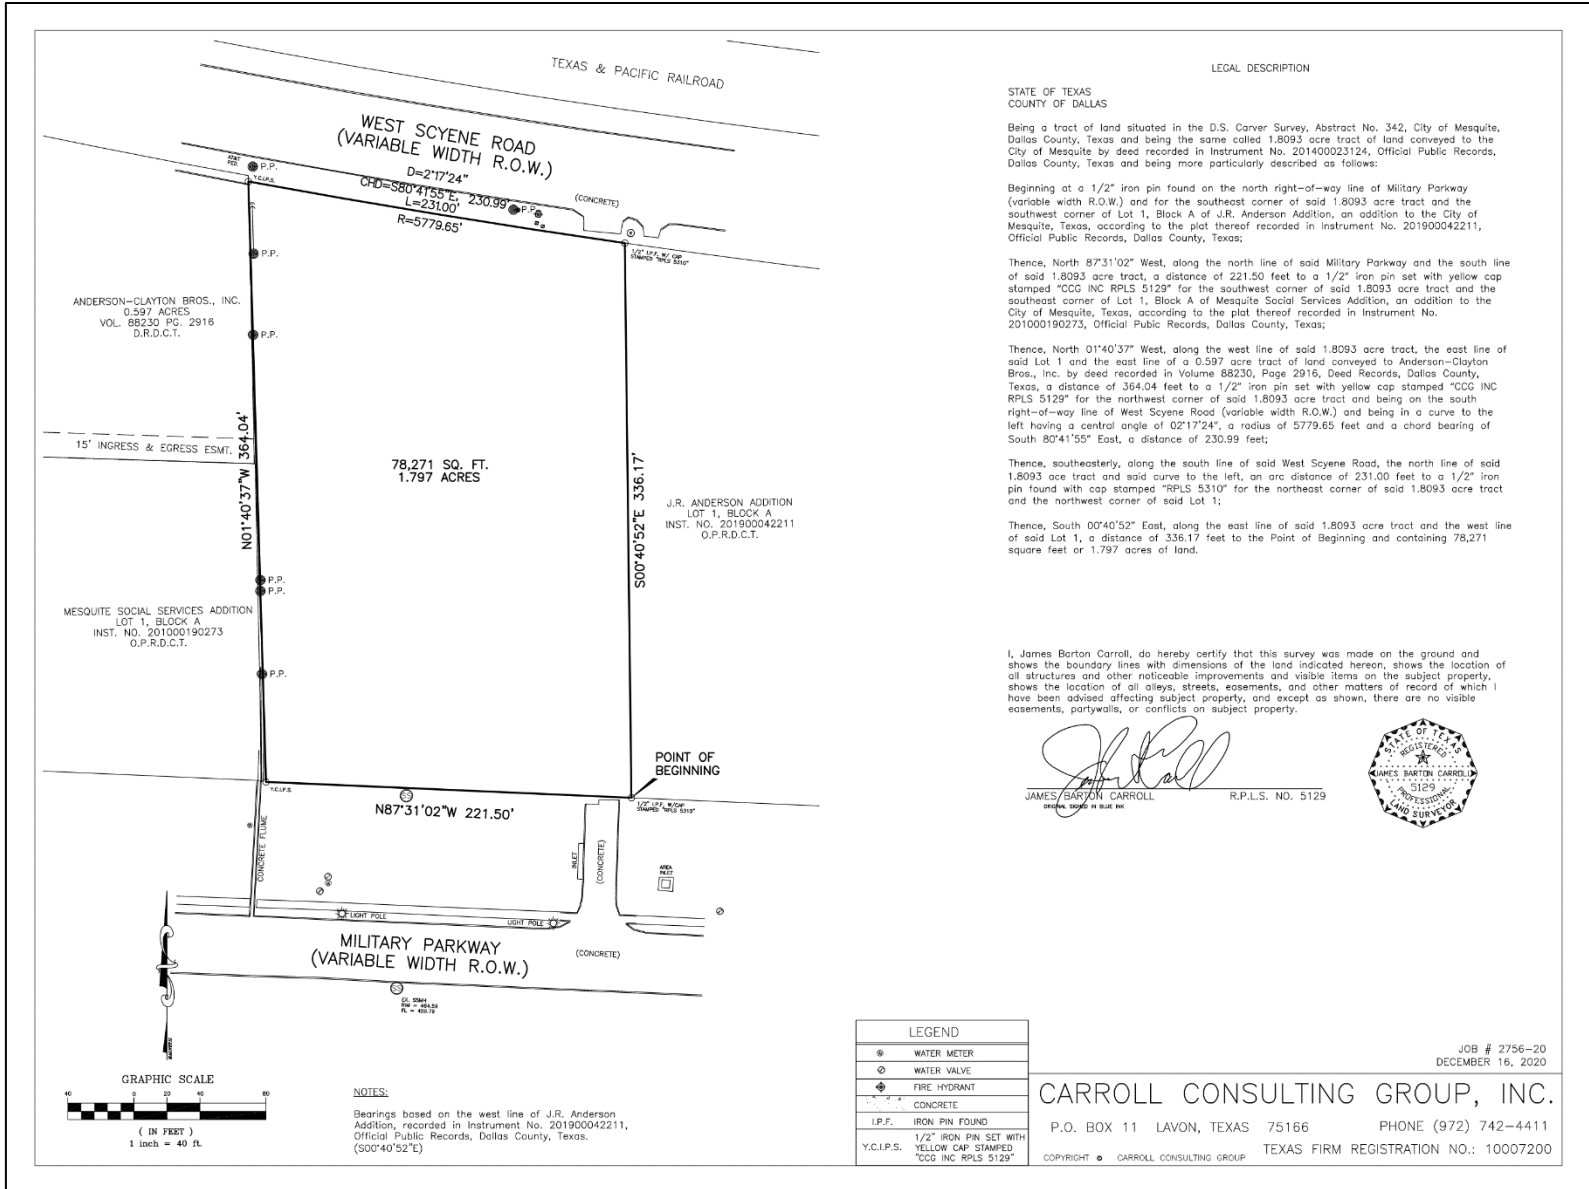 TEXAS & PACIFIC RAILROAD
WEST SCYENE ROAD
(VARIABLE WIDTH R.O.W.)
AT&T
PED.
P.P.
Y.C.I.P.S.
D=2°17'24"
CHD=S80°41'55"E, 230.99'
L=231.00'
R=5779.65'
P.P.
(CONCRETE)
1/2" I.P.F. W/ CAP
STAMPED "RPLS 5310"
P.P.
ANDERSON-CLAYTON BROS., INC.
0.597 ACRES
VOL. 88230 PG. 2916
D.R.D.C.T.
P.P.
15' INGRESS & EGRESS ESMT.
N01°40'37"W 364.04'
78,271 SQ. FT.
1.797 ACRES
S00°40'52"E 336.17'
J.R. ANDERSON ADDITION
LOT 1, BLOCK A
INST. NO. 201900042211
O.P.R.D.C.T.
P.P.
P.P.
MESQUITE SOCIAL SERVICES ADDITION
LOT 1, BLOCK A
INST. NO. 201000190273
O.P.R.D.C.T.
P.P.
POINT OF
BEGINNING
Y.C.I.P.S.
SS
N87°31'02"W 221.50'
1/2" I.P.F. W/CAP
STAMPED "RPLS 5310"
CONCRETE FLUME
INLET
(CONCRETE)
AREA
INLET
LIGHT POLE
LIGHT POLE
MILITARY PARKWAY
(VARIABLE WIDTH R.O.W.)
(CONCRETE)
SS
EX. SSMH
GRAPHIC SCALE
40 0 20 40 80
( IN FEET )
1 inch = 40 ft.
NOTES:
Bearings based on the west line of J.R. Anderson
Addition, recorded in Instrument No. 201900042211,
Official Public Records, Dallas County, Texas.
(S00°40'52"E)
LEGAL DESCRIPTION
STATE OF TEXAS
COUNTY OF DALLAS
Being a tract of land situated in the D.S. Carver Survey, Abstract No. 342, City of Mesquite,
Dallas County, Texas and being the same called 1.8093 acre tract of land conveyed to the
City of Mesquite by deed recorded in Instrument No. 201400023124, Official Public Records,
Dallas County, Texas and being more particularly described as follows:
Beginning at a 1/2" iron pin found on the north right-of-way line of Military Parkway
(variable width R.O.W.) and for the southeast corner of said 1.8093 acre tract and the
southwest corner of Lot 1, Block A of J.R. Anderson Addition, an addition to the City of
Mesquite, Texas, according to the plat thereof recorded in Instrument No. 201900042211,
Official Public Records, Dallas County, Texas;
Thence, North 87°31'02" West, along the north line of said Military Parkway and the south line
of said 1.8093 acre tract, a distance of 221.50 feet to a 1/2" iron pin set with yellow cap
stamped "CCG INC RPLS 5129" for the southwest corner of said 1.8093 acre tract and the
southeast corner of Lot 1, Block A of Mesquite Social Services Addition, an addition to the
City of Mesquite, Texas, according to the plat thereof recorded in Instrument No.
201000190273, Official Pubic Records, Dallas County, Texas;
Thence, North 01°40'37" West, along the west line of said 1.8093 acre tract, the east line of
said Lot 1 and the east line of a 0.597 acre tract of land conveyed to Anderson-Clayton
Bros., Inc. by deed recorded in Volume 88230, Page 2916, Deed Records, Dallas County,
Texas, a distance of 364.04 feet to a 1/2" iron pin set with yellow cap stamped "CCG INC
RPLS 5129" for the northwest corner of said 1.8093 acre tract and being on the south
right-of-way line of West Scyene Road (variable width R.O.W.) and being in a curve to the
left having a central angle of 02°17'24", a radius of 5779.65 feet and a chord bearing of
South 80°41'55" East, a distance of 230.99 feet;
Thence, southeasterly, along the south line of said West Scyene Road, the north line of said
1.8093 ace tract and said curve to the left, an arc distance of 231.00 feet to a 1/2" iron
pin found with cap stamped "RPLS 5310" for the northeast corner of said 1.8093 acre tract
and the northwest corner of said Lot 1;
Thence, South 00°40'52" East, along the east line of said 1.8093 acre tract and the west line
of said Lot 1, a distance of 336.17 feet to the Point of Beginning and containing 78,271
square feet or 1.797 acres of land.
I, James Barton Carroll, do hereby certify that this survey was made on the ground and
shows the boundary lines with dimensions of the land indicated hereon, shows the location of
all structures and other noticeable improvements and visible items on the subject property,
shows the location of all alleys, streets, easements, and other matters of record of which I
have been advised affecting subject property, and except as shown, there are no visible
easements, partywalls, or conflicts on subject property.
JAMES BARTON CARROLL R.P.L.S. NO. 5129
ORIGINAL SIGNED IN BLUE INK
STATE OF TEXAS
REGISTERED
JAMES BARTON CARROLL
5129
PROFESSIONAL
LAND SURVEYOR
LEGEND
WATER METER
WATER VALVE
FIRE HYDRANT
CONCRETE
I.P.F. IRON PIN FOUND
Y.C.I.P.S. 1/2" IRON PIN SET WITH
YELLOW CAP STAMPED
"CCG INC RPLS 5129"
JOB # 2756-20
DECEMBER 16, 2020
CARROLL CONSULTING GROUP, INC.
P.O. BOX 11 LAVON, TEXAS 75166 PHONE (972) 742-4411
COPYRIGHT © CARROLL CONSULTING GROUP TEXAS FIRM REGISTRATION NO.: 10007200